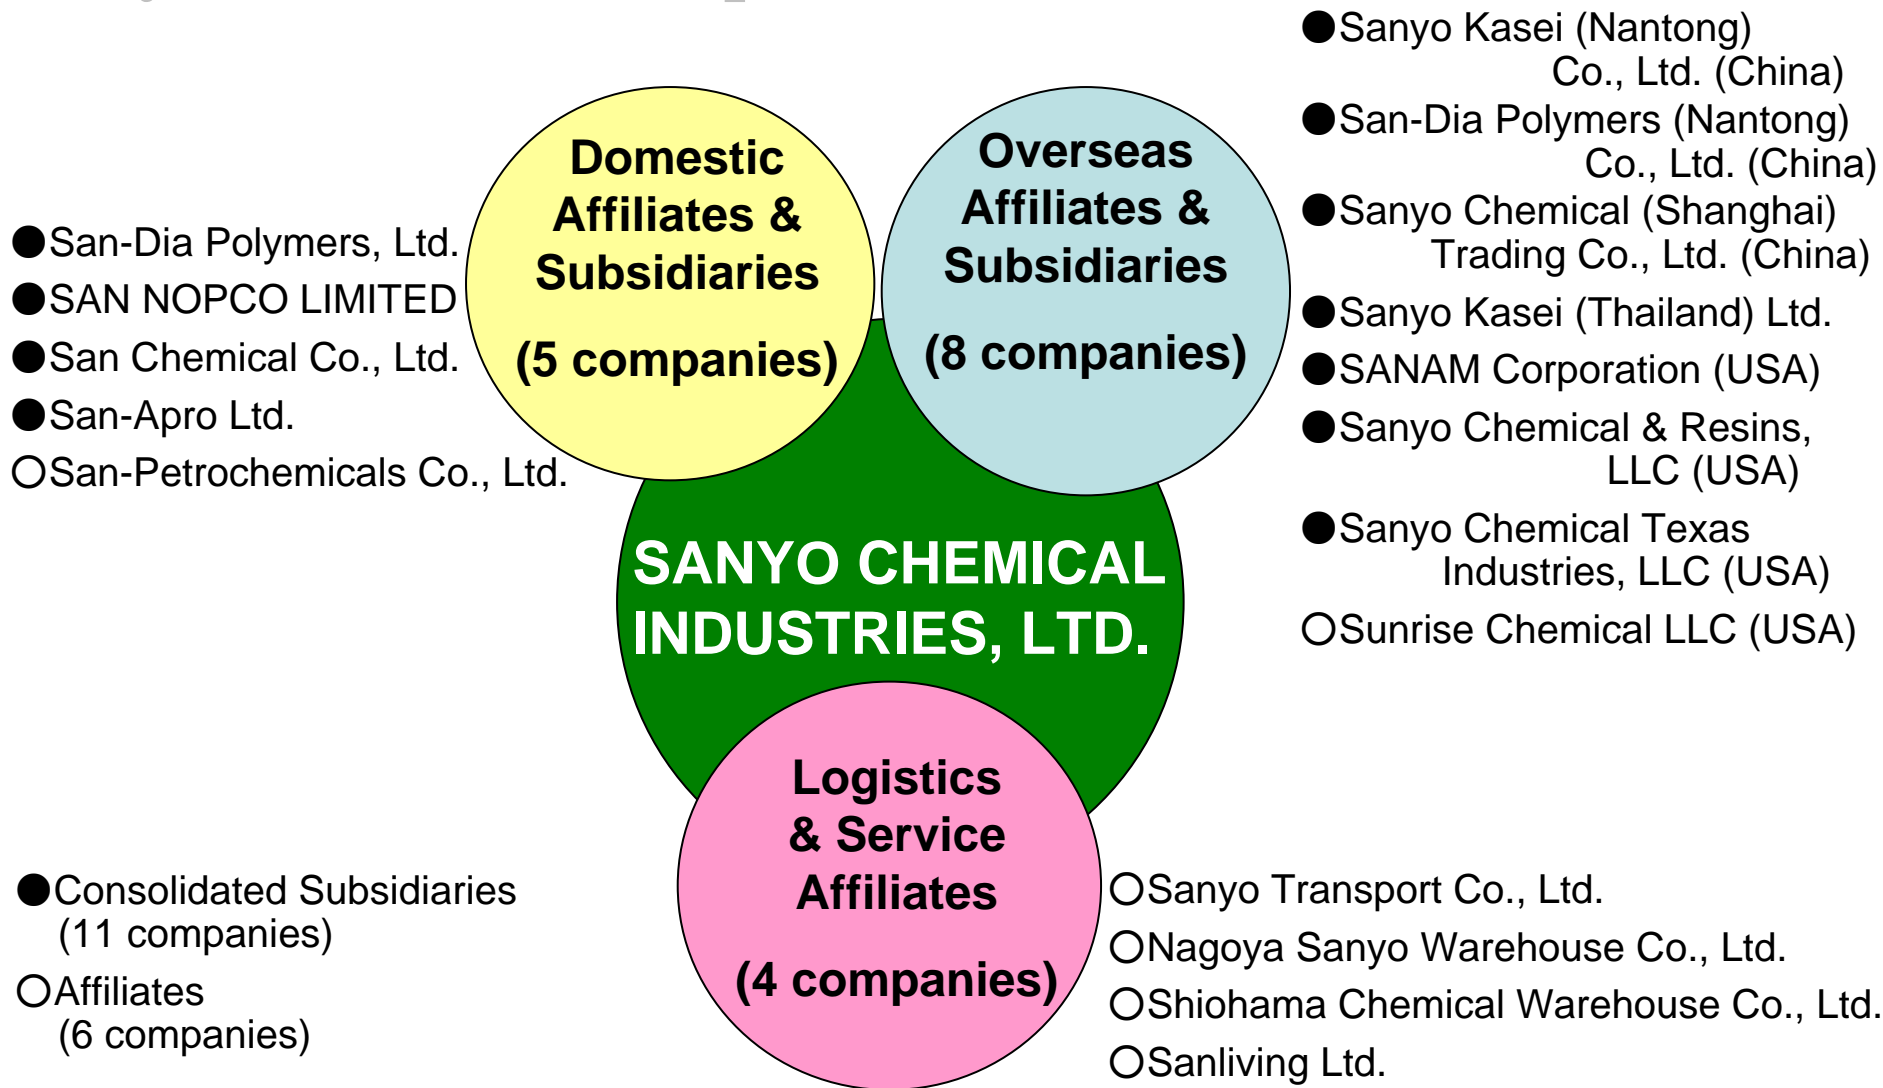 Domestic
Affiliates &
Subsidiaries
(5 companies)
●San-Dia Polymers, Ltd.
●SAN NOPCO LIMITED
●San Chemical Co., Ltd.
●San-Apro Ltd.
○San-Petrochemicals Co., Ltd.
Overseas
Affiliates &
Subsidiaries
(8 companies)
●Sanyo Kasei (Nantong)
Co., Ltd. (China)
●San-Dia Polymers (Nantong)
Co., Ltd. (China)
●Sanyo Chemical (Shanghai)
Trading Co., Ltd. (China)
●Sanyo Kasei (Thailand) Ltd.
●SANAM Corporation (USA)
●Sanyo Chemical & Resins,
LLC (USA)
●Sanyo Chemical Texas
Industries, LLC (USA)
○Sunrise Chemical LLC (USA)
SANYO CHEMICAL
INDUSTRIES, LTD.
Logistics
& Service
Affiliates
(4 companies)
○Sanyo Transport Co., Ltd.
○Nagoya Sanyo Warehouse Co., Ltd.
○Shiohama Chemical Warehouse Co., Ltd.
○Sanliving Ltd.
●Consolidated Subsidiaries
(11 companies)
○Affiliates
(6 companies)